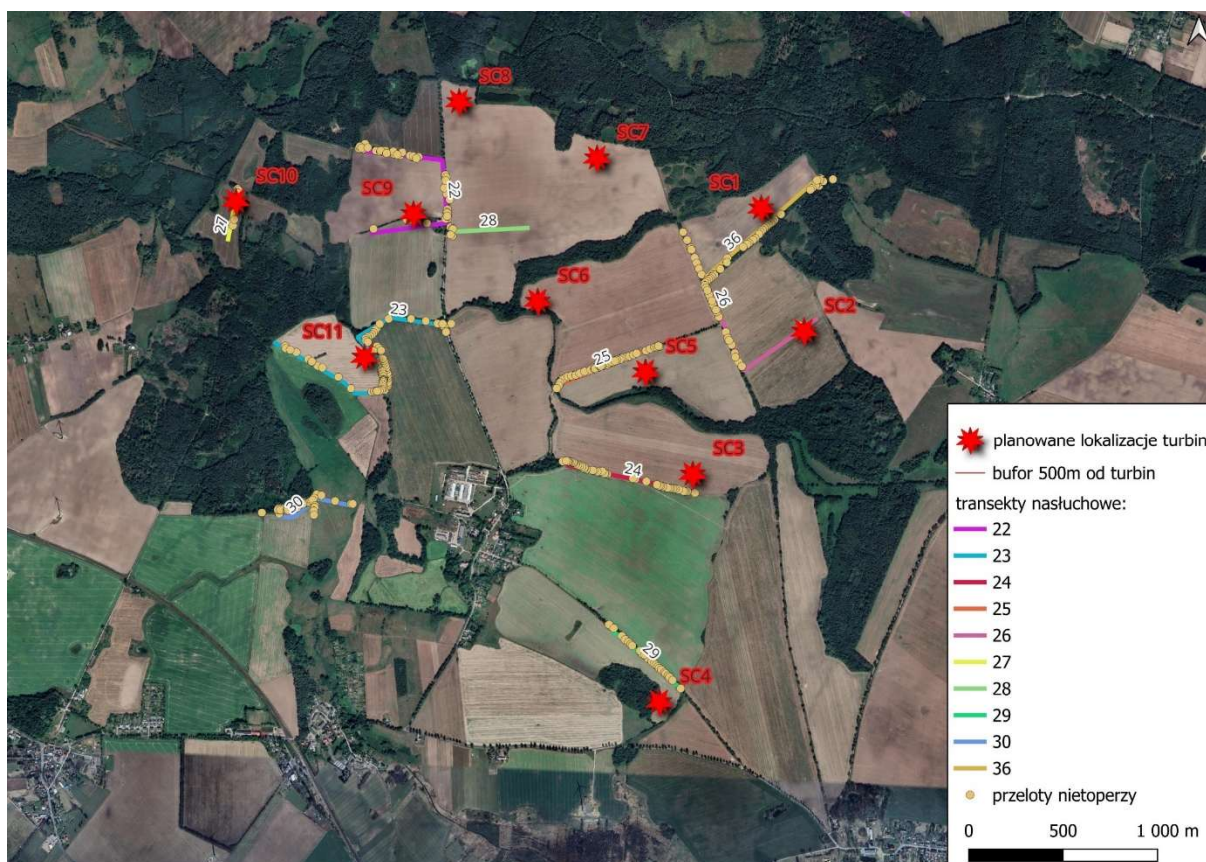 SC8
SC7
SC10
SC9
SC1
22
27
28
36
SC6
26
23
SC2
SC11
25
SC5
SC3
24
30
29
SC4
planowane lokalizacje turbin
bufor 500m od turbin
transekty nasłuchowe:
22
23
24
25
26
27
28
29
30
36
przeloty nietoperzy
0 500 1 000 m